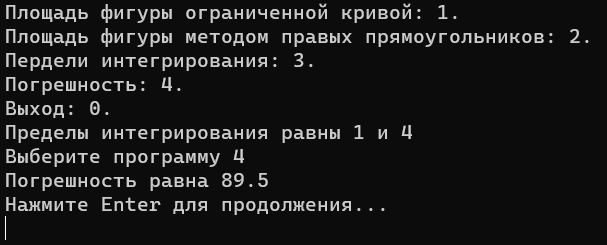 Площадь фигуры ограниченной кривой: 1.
Площадь фигуры методом правых прямоугольников: 2.
Пердели интегрирования: 3.
Погрешность: 4.
Выход: 0.
Пределы интегрирования равны 1 и 4
Выберите программу 4
Погрешность равна 89.5
Нажмите Enter для продолжения...